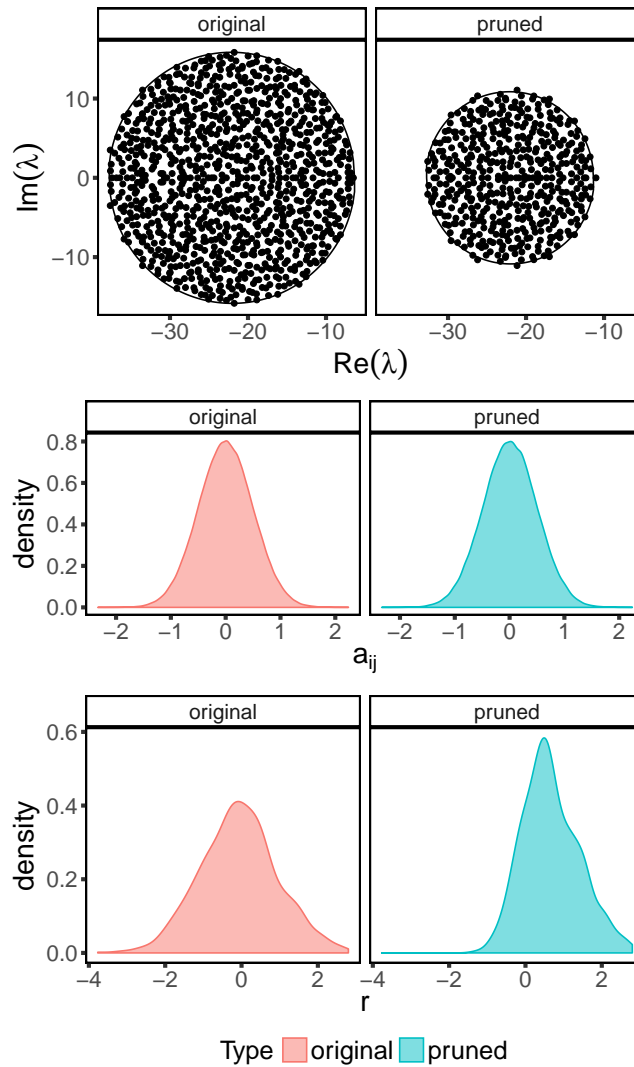 original pruned
10
0
−10
Im(λ)
−30 −20 −10 −30 −20 −10
Re(λ)
original pruned
0.8
0.6
0.4
0.2
0.0
density
−2 −1 0 1 2 −2 −1 0 1 2
aij
original pruned
0.6
0.4
0.2
0.0
density
−4 −2 0 2 −4 −2 0 2
r
Type original pruned